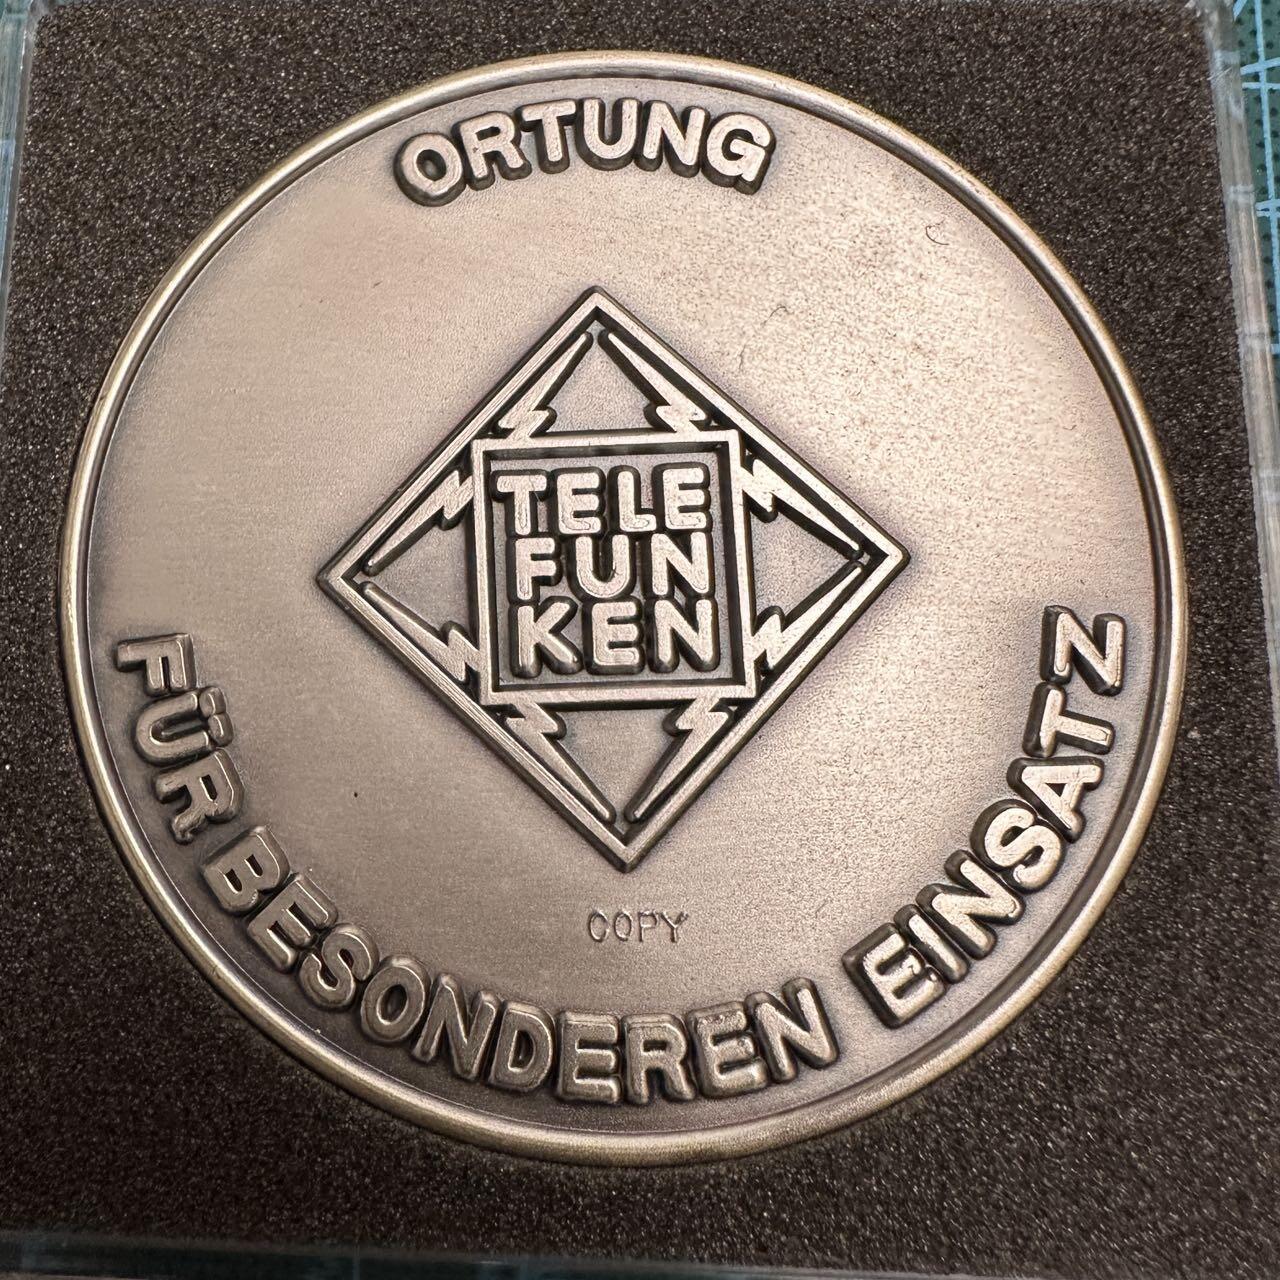 ORTUNG
TELE
FUN
KEN
COPY
FÜR BESONDEREN EINSATZ